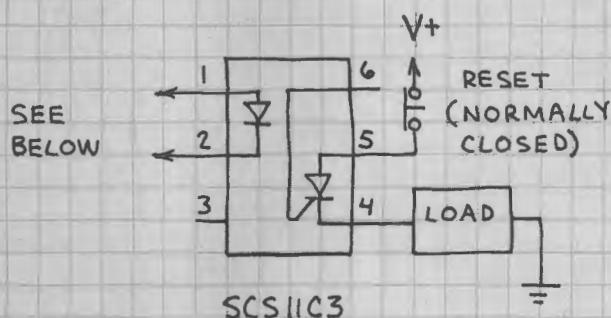 V+
1
6
RESET
(NORMALLY
CLOSED)
SEE
BELOW
2
5
3
4
LOAD
SCS11C3